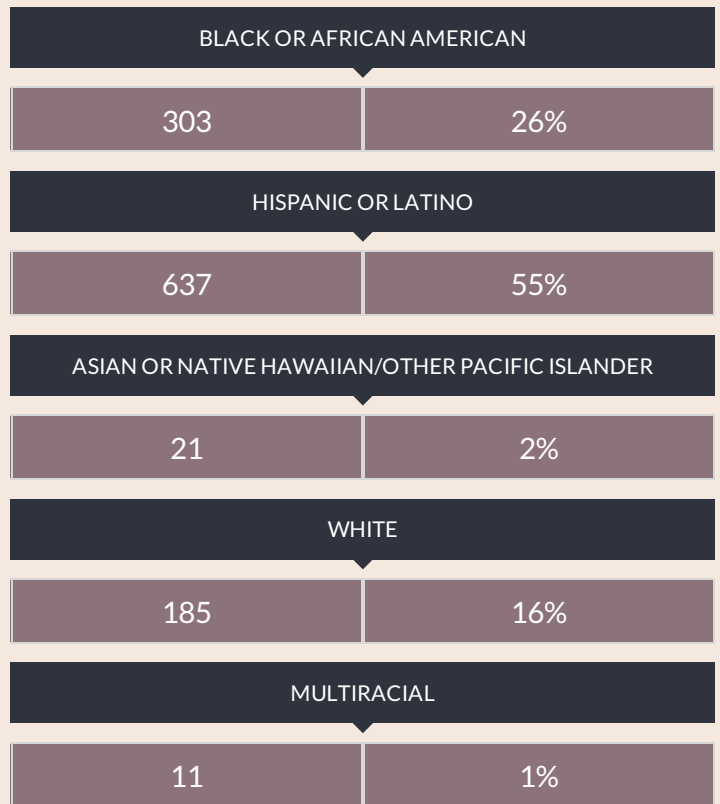 BLACK OR AFRICAN AMERICAN
303 26%
HISPANIC OR LATINO
637 55%
ASIAN OR NATIVE HAWAIIAN/OTHER PACIFIC ISLANDER
21 2%
WHITE
185 16%
MULTIRACIAL
11 1%